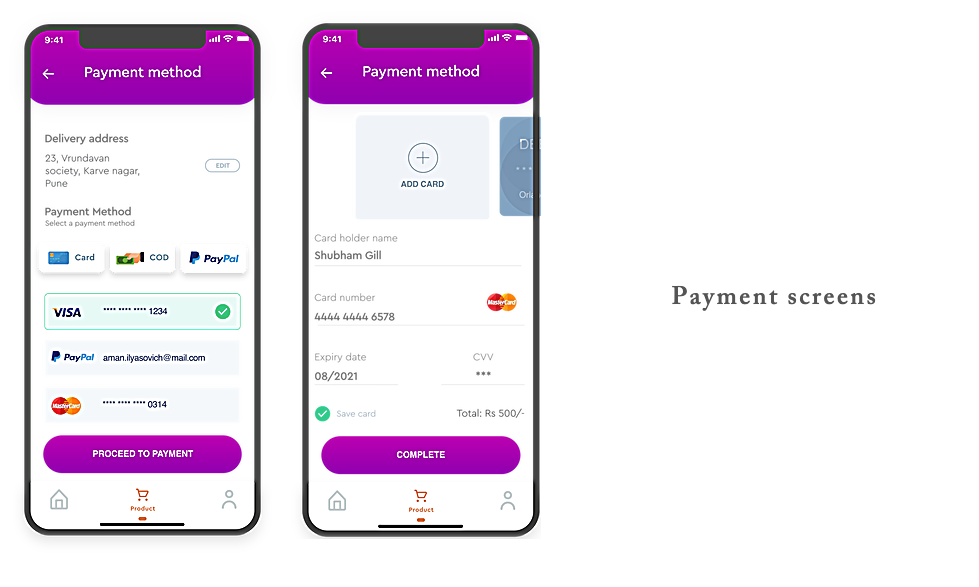 9:41
Payment method
Delivery address
23, Vrundavan
society, Karve nagar,
Pune
EDIT
Payment Method
Select a payment method
Card
COD
PayPal
VISA **** **** **** 1234
PayPal aman.ilyasovich@mail.com
MasterCard **** **** **** 0314
PROCEED TO PAYMENT
Product
9:41
Payment method
ADD CARD
Card holder name
Shubham Gill
Card number
4444 4444 6578
MasterCard
Expiry date
CVV
08/2021
***
Save card
Total: Rs 500/-
COMPLETE
Product
Payment screens